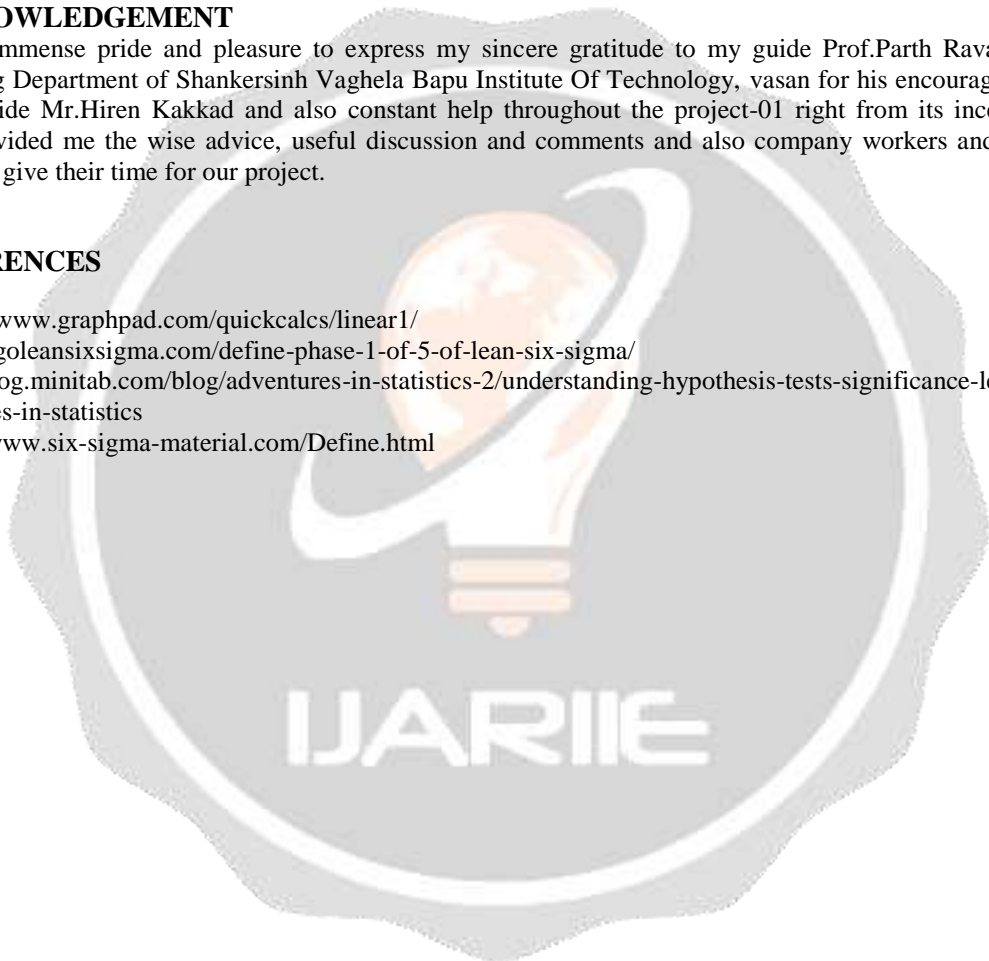 OWLEDGEMENT
mmense pride and pleasure to express my sincere gratitude to my guide Prof.Parth Rava
g Department of Shankersinh Vaghela Bapu Institute Of Technology, vasan for his encourag
ide Mr.Hiren Kakkad and also constant help throughout the project-01 right from its ince
vided me the wise advice, useful discussion and comments and also company workers and
give their time for our project.
RENCES
www.graphpad.com/quickcalcs/linear1/
goleansixsigma.com/define-phase-1-of-5-of-lean-six-sigma/
og.minitab.com/blog/adventures-in-statistics-2/understanding-hypothesis-tests-significance-le
es-in-statistics
ww.six-sigma-material.com/Define.html
IJARIIE